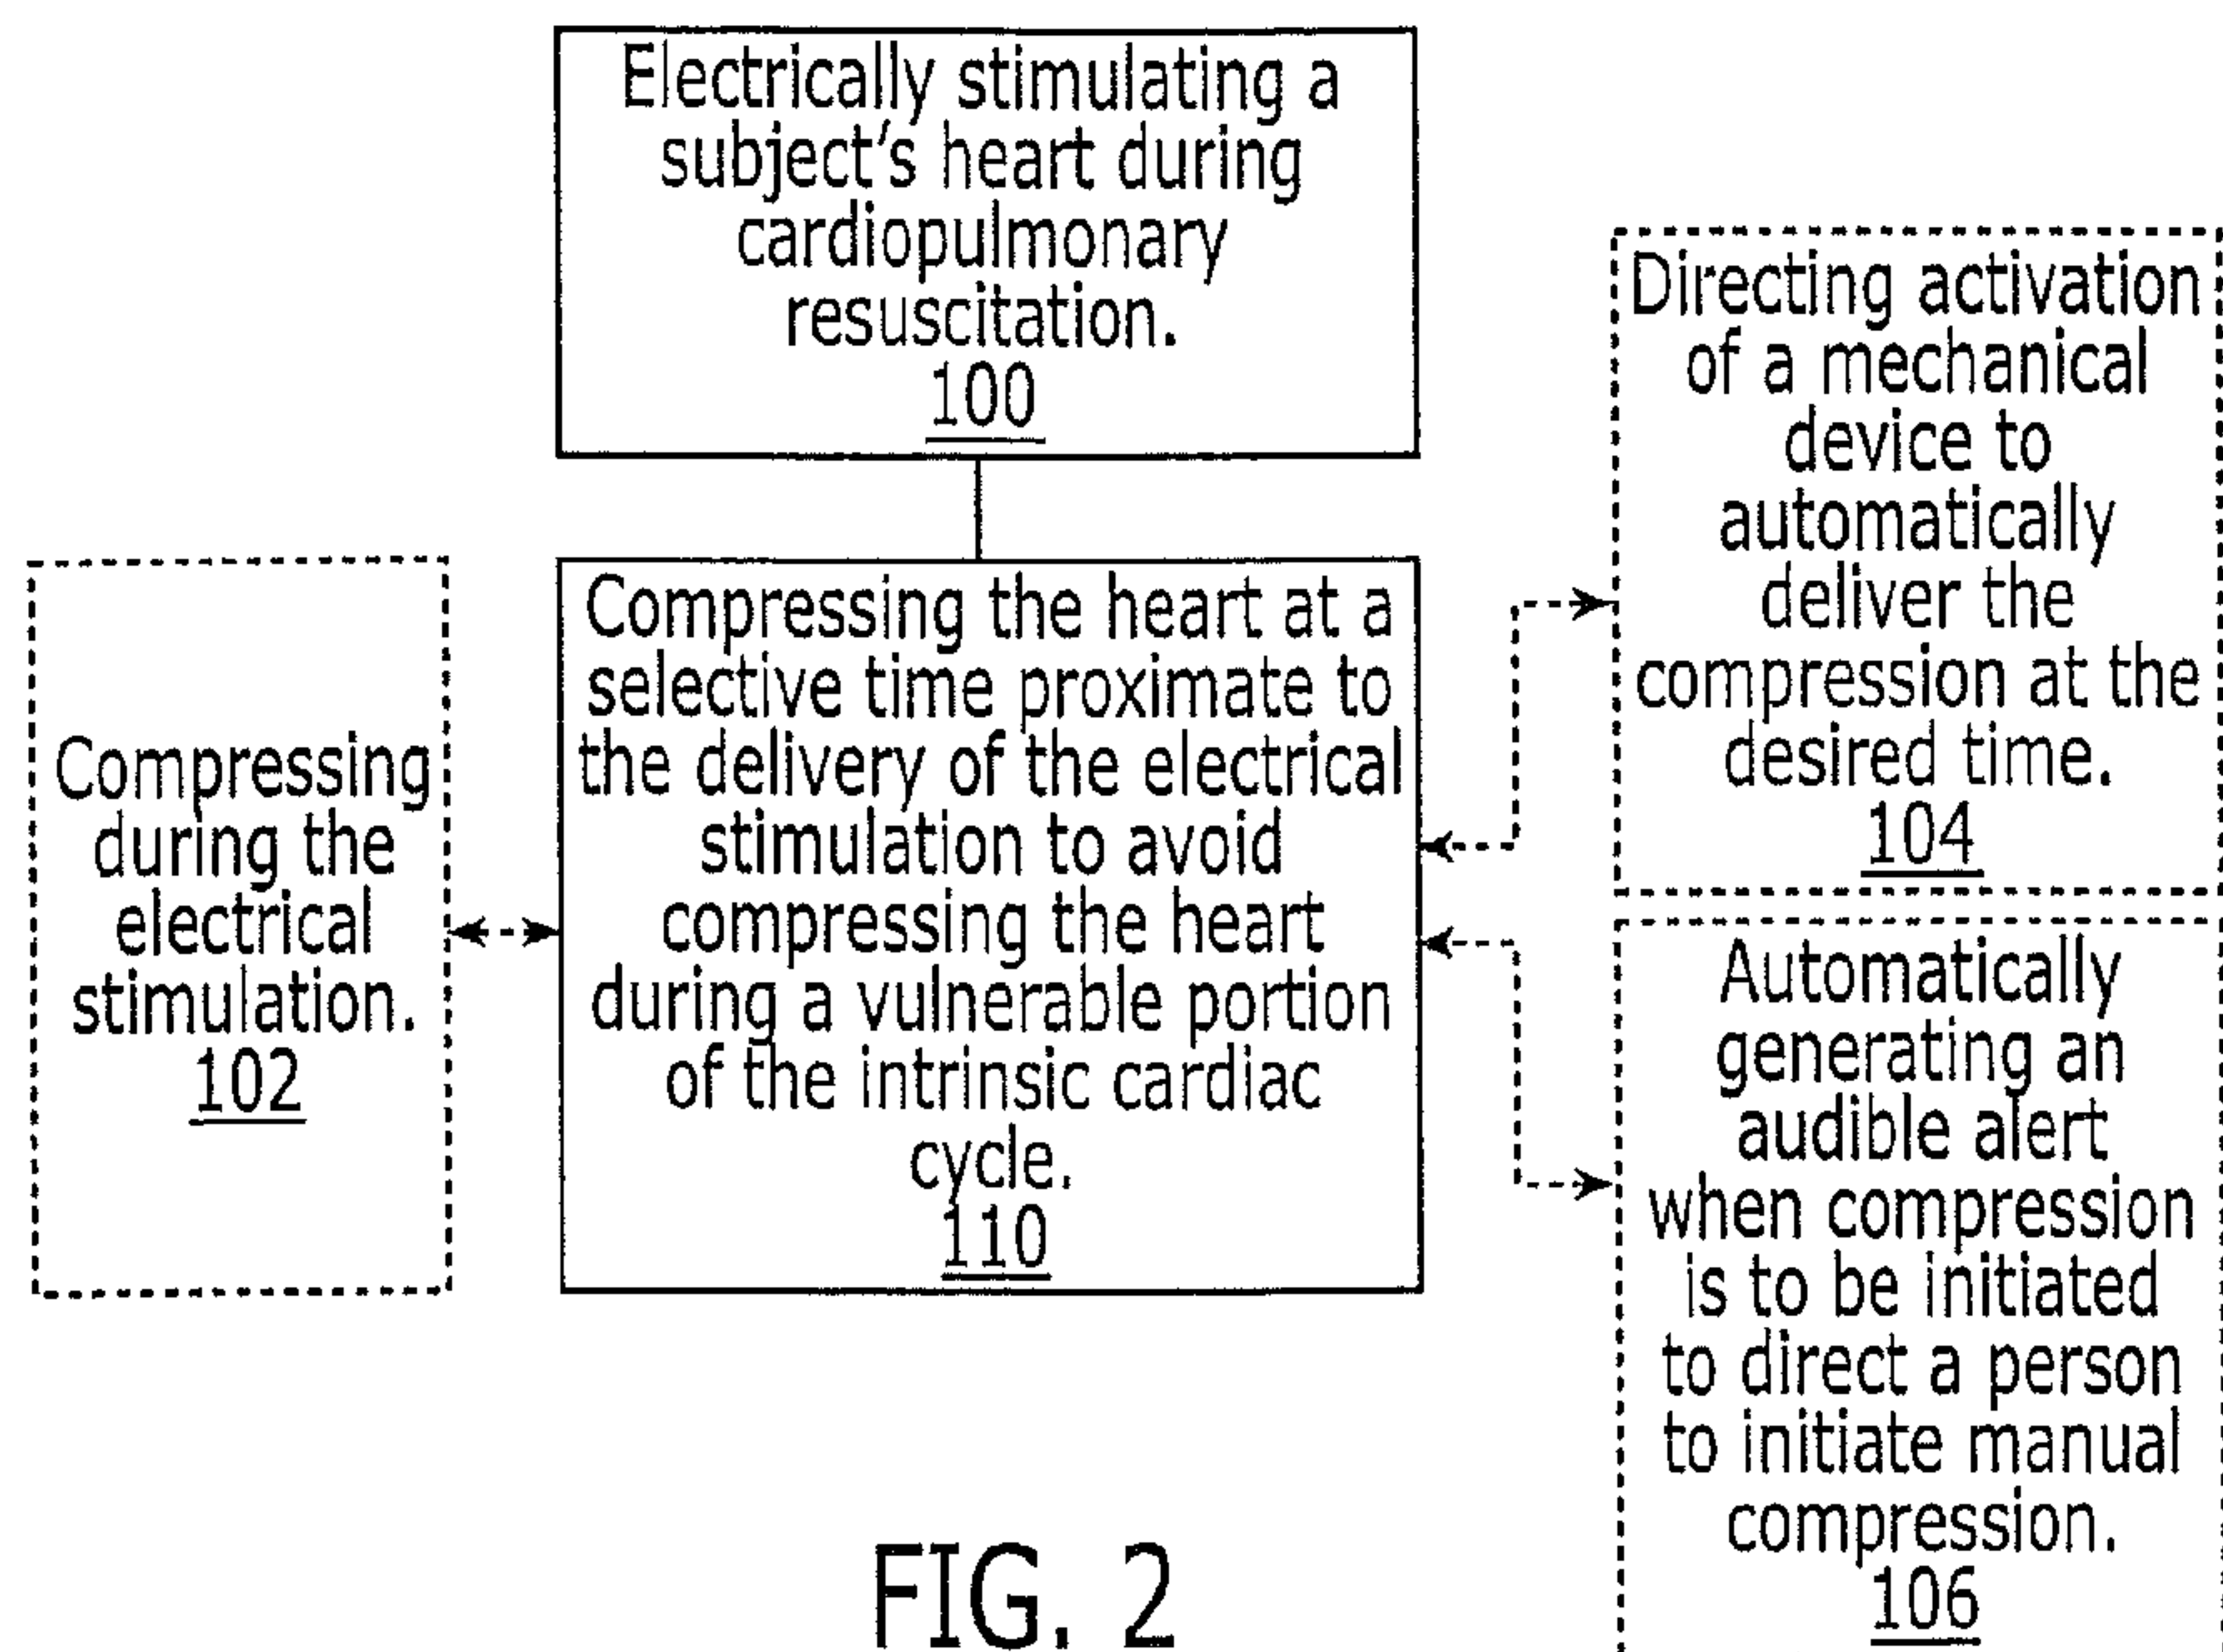 Electrically stimulating a
subject's heart during
cardiopulmonary
resuscitation.
100
Compressing
during the
electrical
stimulation.
102
Compressing the heart at a
selective time proximate to
the delivery of the electrical
stimulation to avoid
compressing the heart
during a vulnerable portion
of the intrinsic cardiac
cycle.
110
Directing activation
of a mechanical
device to
automatically
deliver the
compression at the
desired time.
104
Automatically
generating an
audible alert
when compression
is to be initiated
to direct a person
to initiate manual
compression.
106
FIG. 2